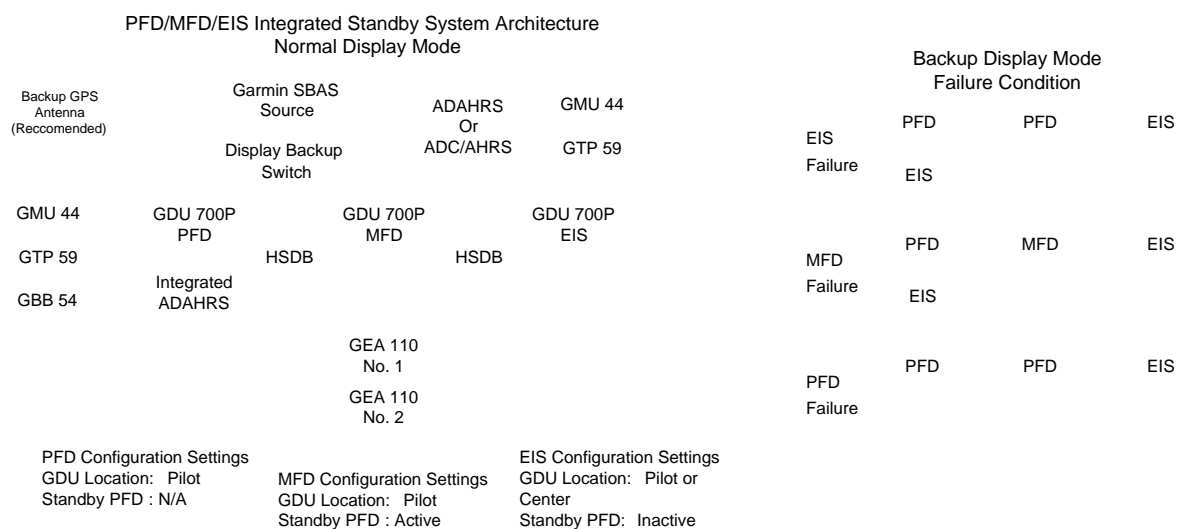 PFD/MFD/EIS Integrated Standby System Architecture
Normal Display Mode
Backup GPS
Antenna
(Reccomended)
Garmin SBAS
Source
Display Backup
Switch
ADAHRS
Or
ADC/AHRS
GMU 44
GTP 59
GMU 44
GTP 59
GBB 54
GDU 700P
PFD
Integrated
ADAHRS
HSDB
GDU 700P
MFD
HSDB
GDU 700P
EIS
GEA 110
No. 1
GEA 110
No. 2
PFD Configuration Settings
GDU Location: Pilot
Standby PFD : N/A
MFD Configuration Settings
GDU Location: Pilot
Standby PFD : Active
EIS Configuration Settings
GDU Location: Pilot or
Center
Standby PFD: Inactive
Backup Display Mode
Failure Condition
EIS
Failure
PFD
EIS
PFD
EIS
MFD
Failure
PFD
EIS
MFD
EIS
PFD
Failure
PFD
PFD
EIS